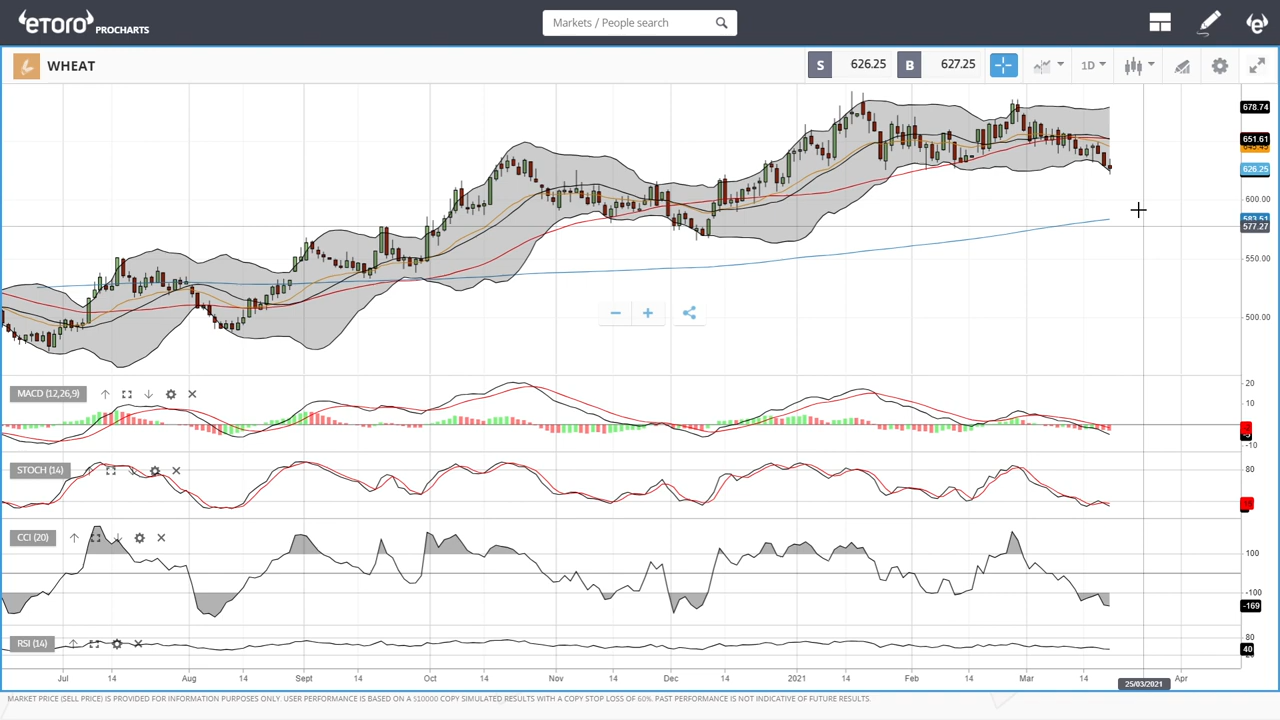 eToro PROCHARTS
Markets / People search
WHEAT
S 626.25 B 627.25 1D
678.74
651.61
626.25
600.00
577.27
550.00
500.00
MACD (12,26,9)
20
10
-10
STOCH (14)
80
CCI (20)
100
-100
-169
RSI (14)
80
40
Jul 14 Aug 14 Sept 14 Oct 14 Nov 14 Dec 14 2021 14 Feb 14 Mar 14 Apr
25/03/2021
MARKET PRICE (SELL PRICE) IS PROVIDED FOR INFORMATION PURPOSES ONLY. USER PERFORMANCE IS BASED ON A $10000 COPY SIMULATED RESULTS WITH A COPY STOP LOSS OF 60%. PAST PERFORMANCE IS NOT INDICATIVE OF FUTURE RESULTS.